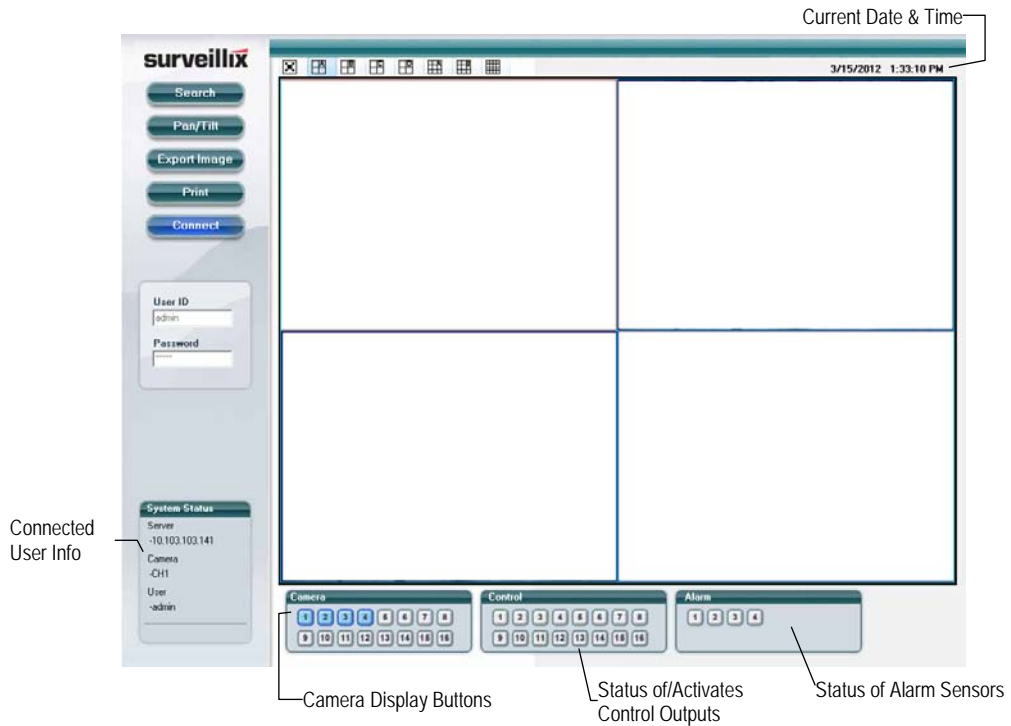 Current Date & Time
surveillix
3/15/2012 1:33:10 PM
Search
Pan/Tilt
Export Image
Print
Connect
User ID
admin
Password
System Status
Server
-10.103.103.141
Camera
-CH1
User
-admin
Connected
User Info
Camera
1 2 3 4 5 6 7 8
9 10 11 12 13 14 15 16
Control
1 2 3 4 5 6 7 8
9 10 11 12 13 14 15 16
Alarm
1 2 3 4
Camera Display Buttons
Status of/Activates
Control Outputs
Status of Alarm Sensors